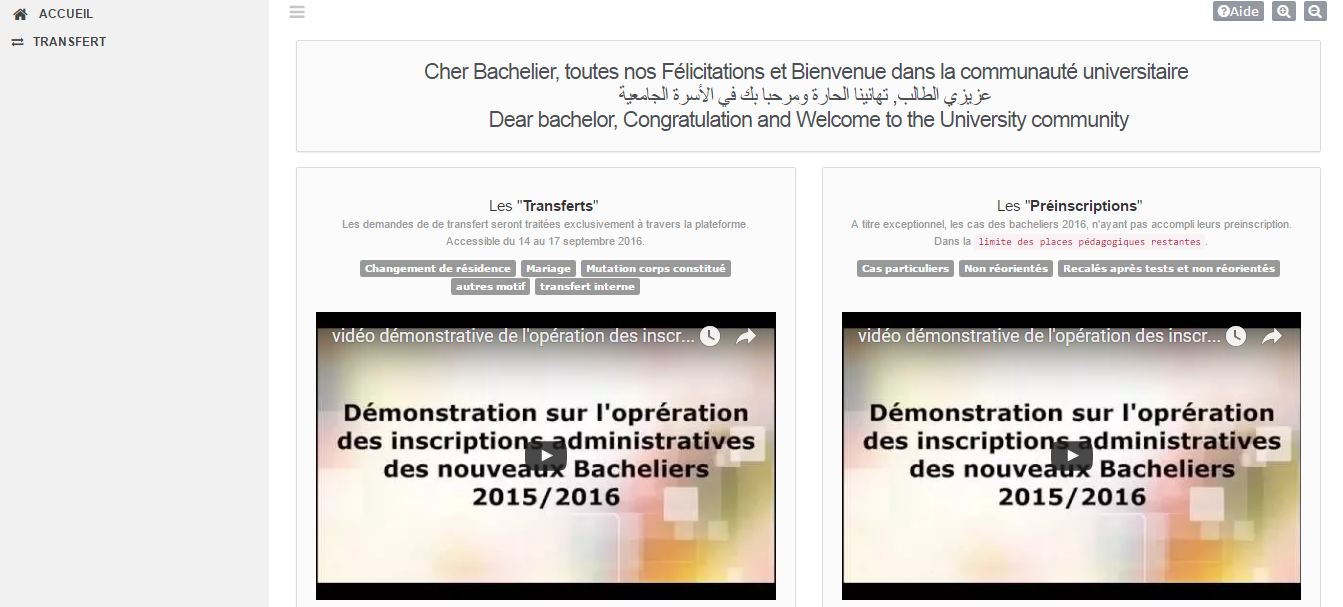 ACCUEIL
TRANSFERT
Aide
Cher Bachelier, toutes nos Félicitations et Bienvenue dans la communauté universitaire
عزيزي الطالب, تهانينا الحارة ومرحبا بك في الأسرة الجامعية
Dear bachelor, Congratulation and Welcome to the University community
Les "Transferts"
Les demandes de de transfert seront traitées exclusivement à travers la plateforme.
Accessible du 14 au 17 septembre 2016.
Changement de résidence Mariage Mutation corps constitué
autres motif transfert interne
vidéo démonstrative de l'opération des inscr...
Démonstration sur l'oprération
des inscriptions administratives
des nouveaux Bacheliers
2015/2016
Les "Préinscriptions"
A titre exceptionnel, les cas des bacheliers 2016, n'ayant pas accompli leurs preinscription.
Dans la limite des places pédagogiques restantes .
Cas particuliers Non réorientés Recalés après tests et non réorientés
vidéo démonstrative de l'opération des inscr...
Démonstration sur l'oprération
des inscriptions administratives
des nouveaux Bacheliers
2015/2016